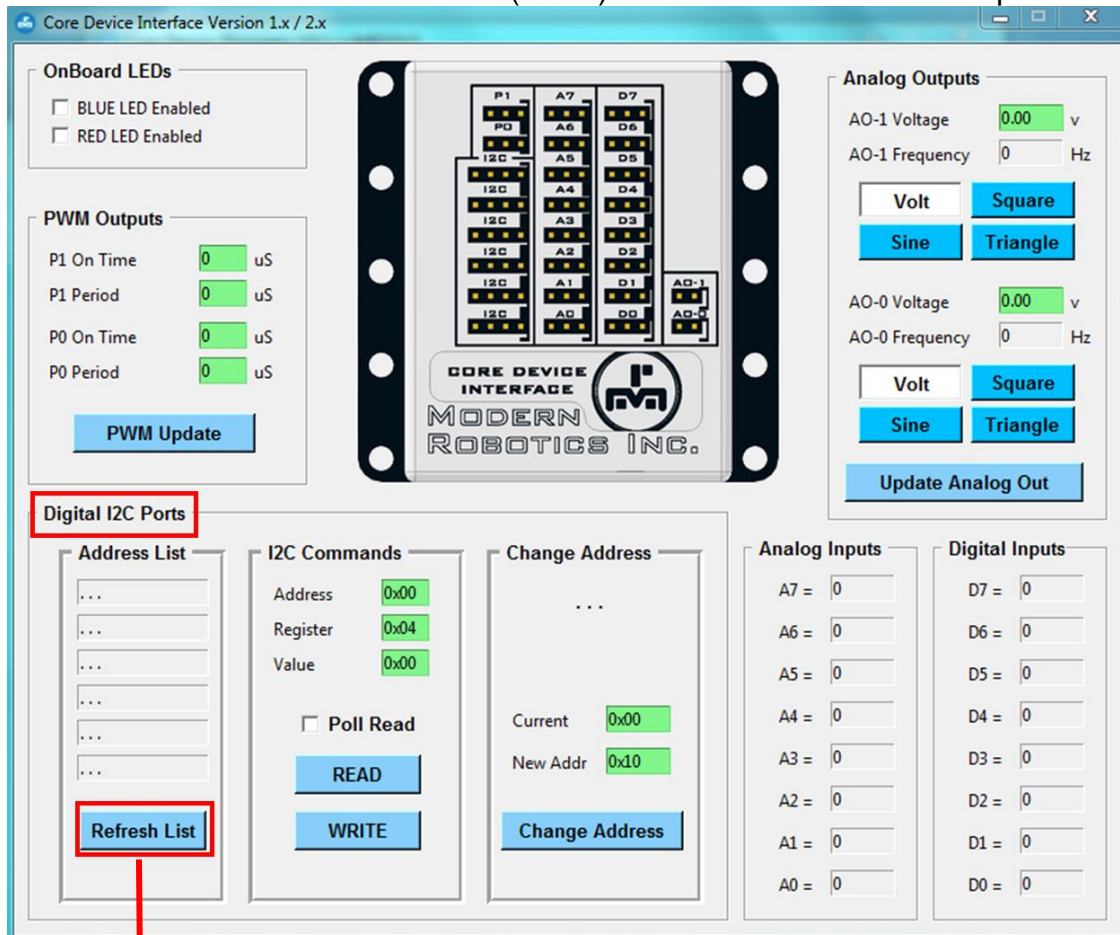 Core Device Interface Version 1.x / 2.x
OnBoard LEDs
BLUE LED Enabled
RED LED Enabled
PWM Outputs
P1 On Time 0 uS
P1 Period 0 uS
P0 On Time 0 uS
P0 Period 0 uS
PWM Update
P1 A7 D7
P0 A6 D6
I2C A5 D5
I2C A4 D4
I2C A3 D3
I2C A2 D2
I2C A1 D1 AO-1
I2C A0 D0 AO-0
CORE DEVICE
INTERFACE
MODERN
ROBOTICS INC.
Analog Outputs
AO-1 Voltage 0.00 v
AO-1 Frequency 0 Hz
Volt Square
Sine Triangle
AO-0 Voltage 0.00 v
AO-0 Frequency 0 Hz
Volt Square
Sine Triangle
Update Analog Out
Digital I2C Ports
Address List
...
...
...
...
...
...
Refresh List
I2C Commands
Address 0x00
Register 0x04
Value 0x00
Poll Read
READ
WRITE
Change Address
...
Current 0x00
New Addr 0x10
Change Address
Analog Inputs
A7 = 0
A6 = 0
A5 = 0
A4 = 0
A3 = 0
A2 = 0
A1 = 0
A0 = 0
Digital Inputs
D7 = 0
D6 = 0
D5 = 0
D4 = 0
D3 = 0
D2 = 0
D1 = 0
D0 = 0